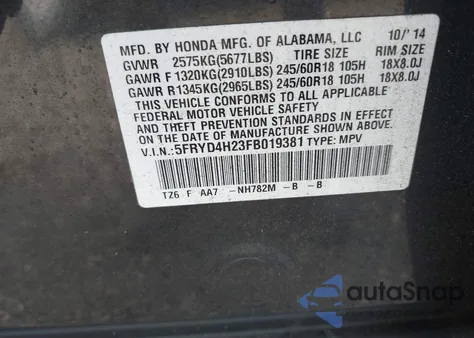 MFD. BY HONDA MFG. OF ALABAMA, LLC 10/'14
GVWR 2575KG(5677LBS) TIRE SIZE RIM SIZE
GAWR F 1320KG(2910LBS) 245/60R18 105H 18X8.0J
GAWR R 1345KG(2965LBS) 245/60R18 105H 18X8.0J
THIS VEHICLE CONFORMS TO ALL APPLICABLE
FEDERAL MOTOR VEHICLE SAFETY
AND THEFT PREVENTION STANDARDS IN EFFECT ON THE
DATE OF MANUFACTURE SHOWN ABOVE.
V.I.N.: 5FRYD4H23FB019381 TYPE: MPV
TZ6 F AA7 -NH782M -B -B
autoSnap